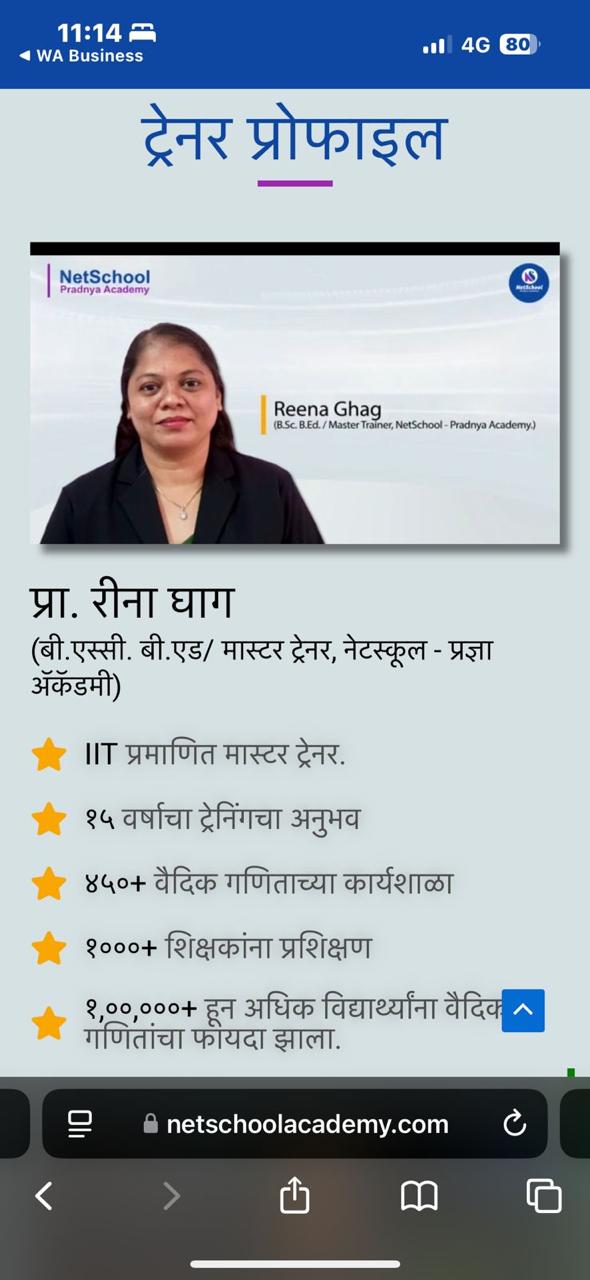 11:14
4G 80
◀ WA Business
ट्रेनर प्रोफाइल
NetSchool
Pradnya Academy
NS
NetSchool
Reena Ghag
(B.Sc. B.Ed. / Master Trainer, NetSchool - Pradnya Academy.)
प्रा. रीना घाग
(बी.एस्सी. बी.एड/ मास्टर ट्रेनर, नेटस्कूल - प्रज्ञा
ॲकॅडमी)
IIT प्रमाणित मास्टर ट्रेनर.
१५ वर्षाचा ट्रेनिंगचा अनुभव
४५०+ वैदिक गणिताच्या कार्यशाळा
१०००+ शिक्षकांना प्रशिक्षण
१,००,०००+ हून अधिक विद्यार्थ्यांना वैदिक
गणितांचा फायदा झाला.
netschoolacademy.com